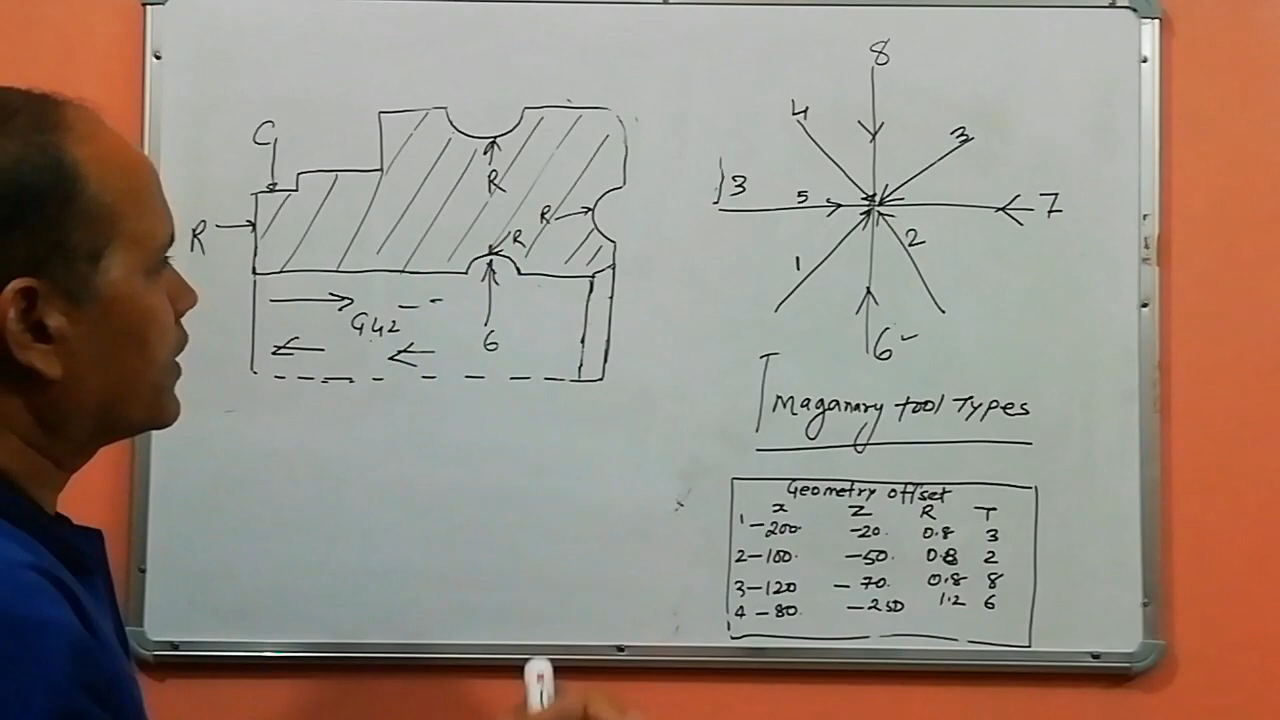 C
R
R
R
R
6
G42
8
4
3
3
5
7
1
2
6
Imaganary tool Types
Geometry offset
x Z R T
1 -200. -20. 0.8 3
2 -100. -50. 0.8 2
3 -120 -70. 0.8 8
4 -80. -250 1.2 6